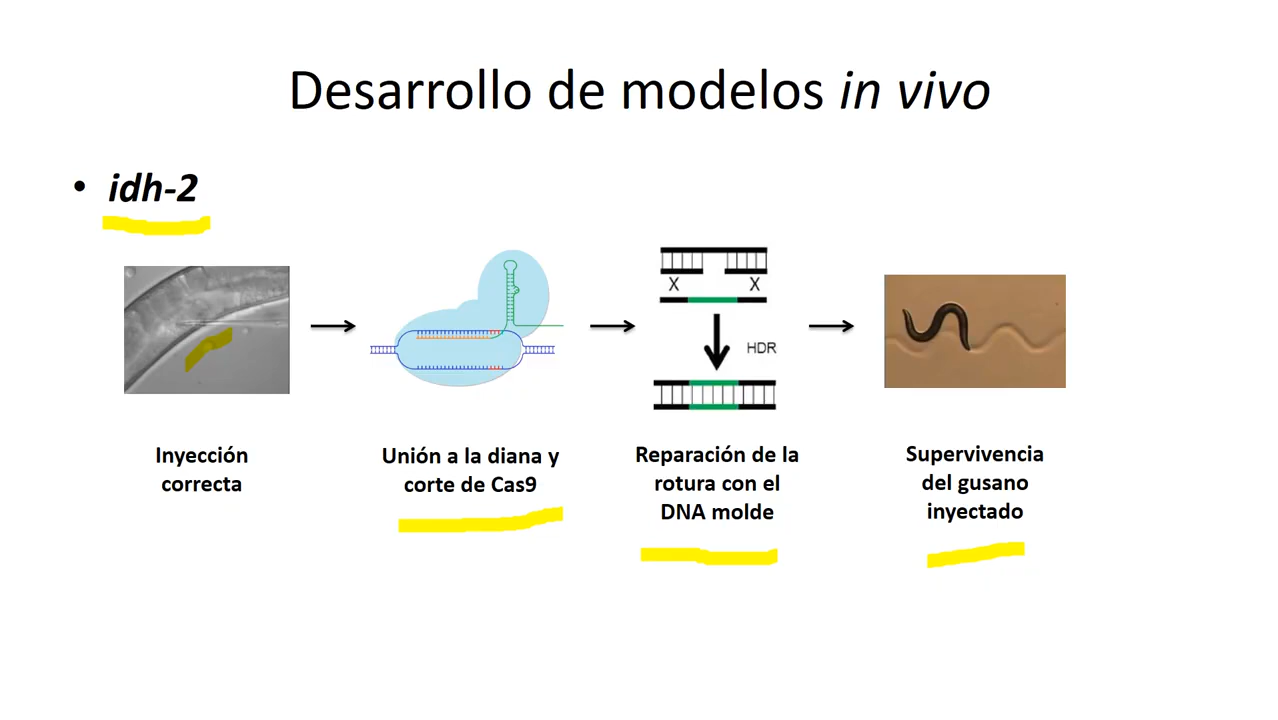 Desarrollo de modelos in vivo
• idh-2
X X
HDR
Inyección
correcta
Unión a la diana y
corte de Cas9
Reparación de la
rotura con el
DNA molde
Supervivencia
del gusano
inyectado